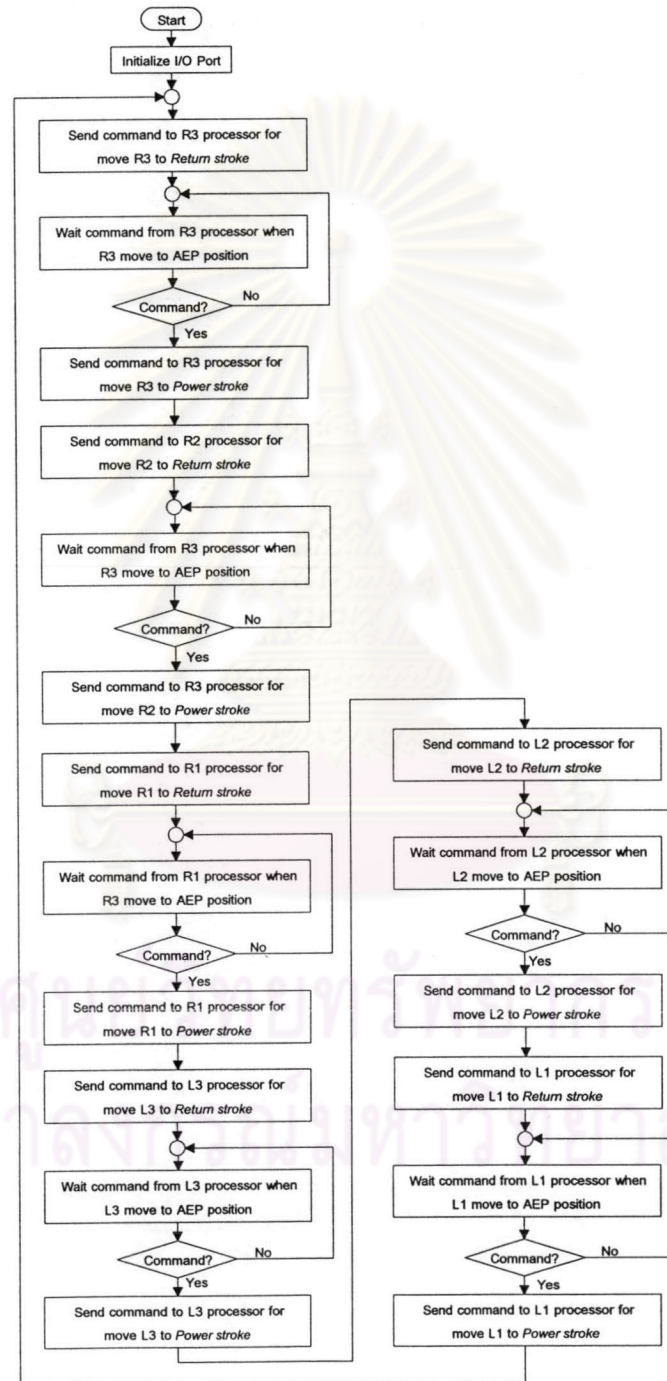 Start
Initialize I/O Port
Send command to R3 processor for
move R3 to Return stroke
Wait command from R3 processor when
R3 move to AEP position
Command?
No
Yes
Send command to R3 processor for
move R3 to Power stroke
Send command to R2 processor for
move R2 to Return stroke
Wait command from R3 processor when
R3 move to AEP position
Command?
No
Yes
Send command to R3 processor for
move R2 to Power stroke
Send command to R1 processor for
move R1 to Return stroke
Wait command from R1 processor when
R3 move to AEP position
Command?
No
Yes
Send command to R1 processor for
move R1 to Power stroke
Send command to L3 processor for
move L3 to Return stroke
Wait command from L3 processor when
L3 move to AEP position
Command?
No
Yes
Send command to L3 processor for
move L3 to Power stroke
Send command to L2 processor for
move L2 to Return stroke
Wait command from L2 processor when
L2 move to AEP position
Command?
No
Yes
Send command to L2 processor for
move L2 to Power stroke
Send command to L1 processor for
move L1 to Return stroke
Wait command from L1 processor when
L1 move to AEP position
Command?
No
Yes
Send command to L1 processor for
move L1 to Power stroke